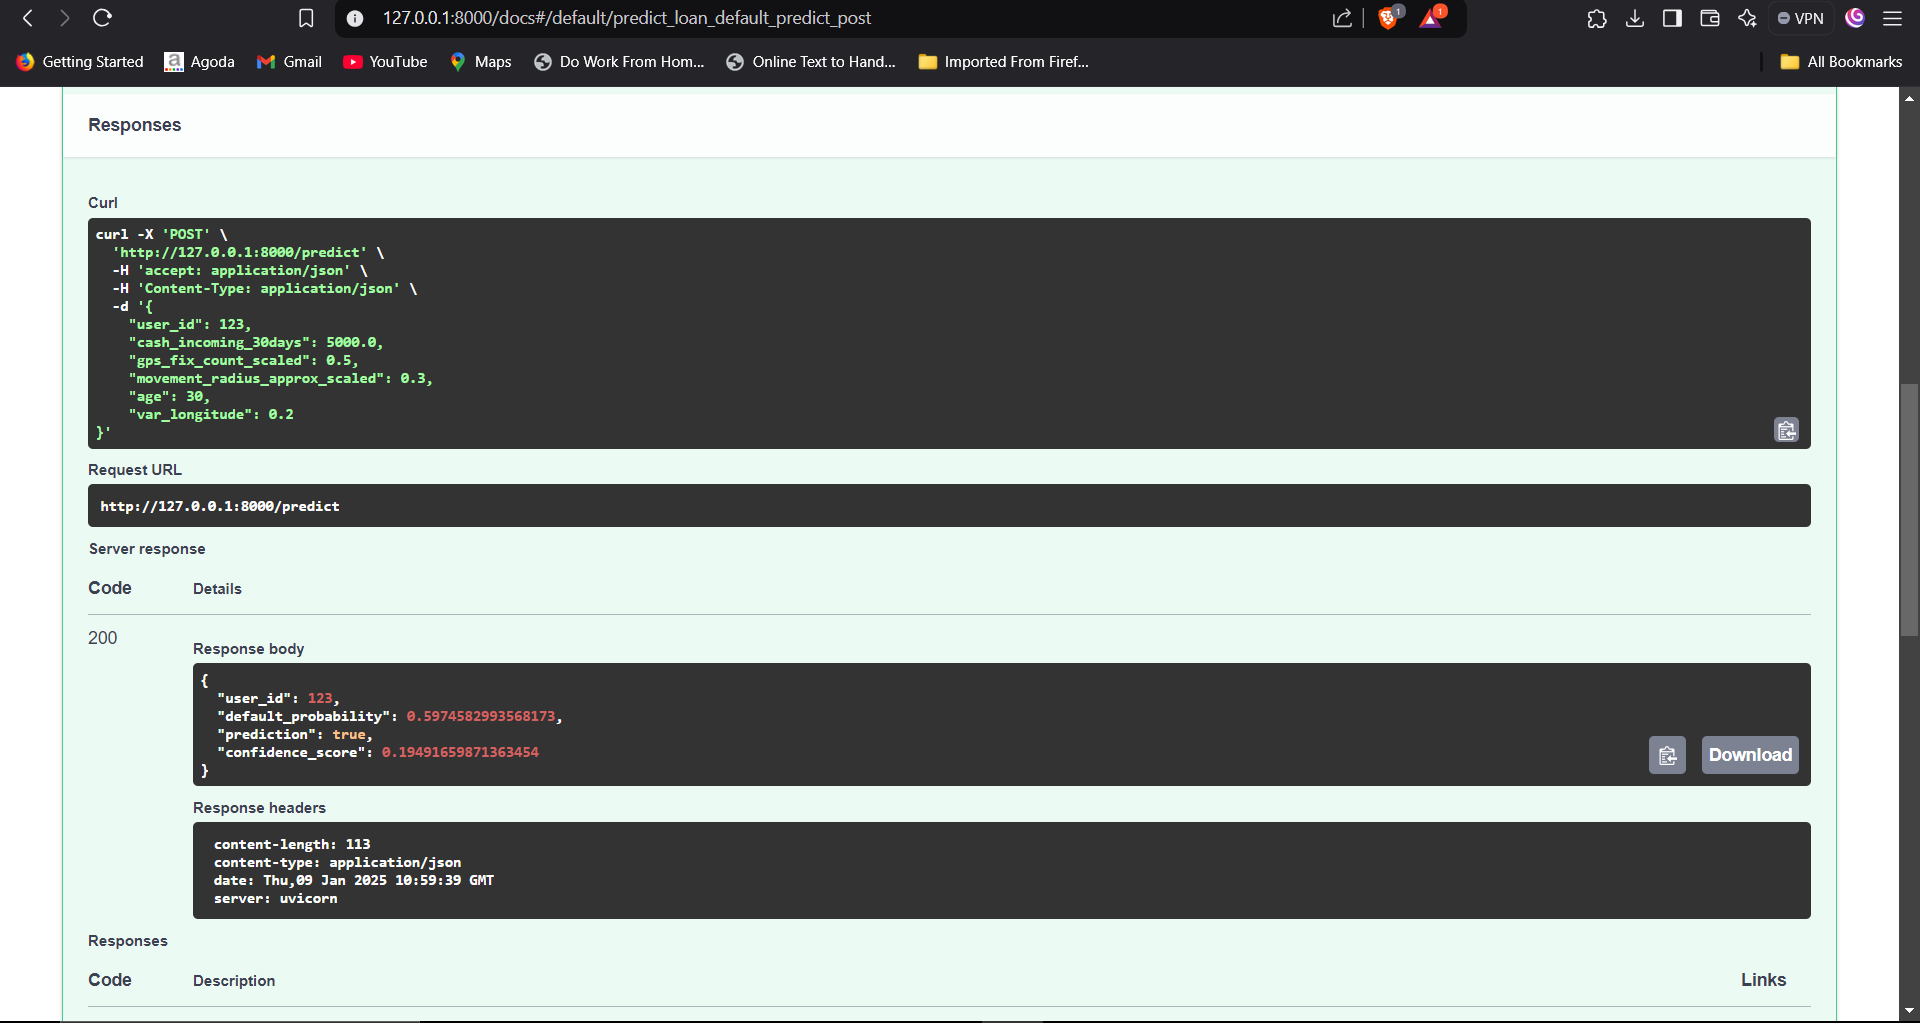 127.0.0.1:8000/docs#/default/predict_loan_default_predict_post
1
1
VPN
Getting Started
a Agoda
Gmail
YouTube
Maps
Do Work From Hom...
Online Text to Hand...
Imported From Firef...
All Bookmarks
Responses
Curl
curl -X 'POST' \
'http://127.0.0.1:8000/predict' \
-H 'accept: application/json' \
-H 'Content-Type: application/json' \
-d '{
"user_id": 123,
"cash_incoming_30days": 5000.0,
"gps_fix_count_scaled": 0.5,
"movement_radius_approx_scaled": 0.3,
"age": 30,
"var_longitude": 0.2
}'
Request URL
http://127.0.0.1:8000/predict
Server response
Code Details
200
Response body
{
"user_id": 123,
"default_probability": 0.5974582993568173,
"prediction": true,
"confidence_score": 0.19491659871363454
}
Download
Response headers
content-length: 113
content-type: application/json
date: Thu,09 Jan 2025 10:59:39 GMT
server: uvicorn
Responses
Code Description Links